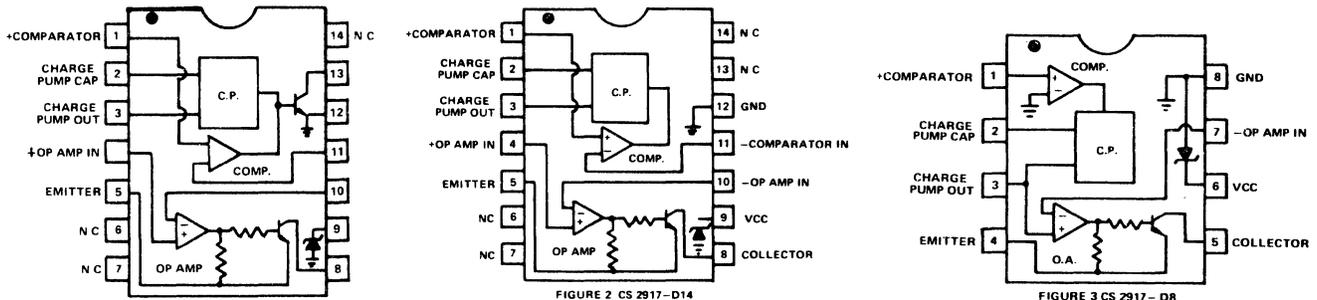 +COMPARATOR 1
CHARGE
PUMP CAP 2
CHARGE
PUMP OUT 3
+OP AMP IN
EMITTER 5
N C 6
N C 7
14 N C
13
12
11
10
9
8
C.P.
COMP.
-
+
OP AMP
+COMPARATOR 1
CHARGE
PUMP CAP 2
CHARGE
PUMP OUT 3
+OP AMP IN 4
EMITTER 5
NC 6
NC 7
14 N C
13 N C
12 GND
11 -COMPARATOR IN
10 -OP AMP IN
9 VCC
8 COLLECTOR
C.P.
+
-
COMP.
-
+
OP AMP
FIGURE 2 CS 2917-D14
+COMPARATOR 1
CHARGE
PUMP CAP 2
CHARGE
PUMP OUT 3
EMITTER 4
8 GND
7 -OP AMP IN
6 VCC
5 COLLECTOR
COMP.
+
-
C.P.
-
+
O.A.
FIGURE 3 CS 2917-D8